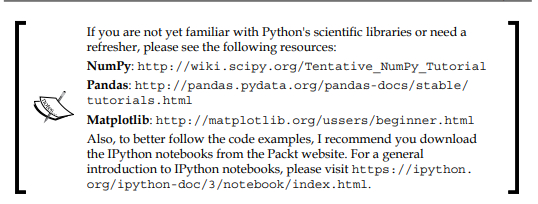 If you are not yet familiar with Python's scientific libraries or need a
refresher, please see the following resources:
NumPy: http://wiki.scipy.org/Tentative_NumPy_Tutorial
Pandas: http://pandas.pydata.org/pandas-docs/stable/
tutorials.html
Matplotlib: http://matplotlib.org/ussers/beginner.html
Also, to better follow the code examples, I recommend you download
the IPython notebooks from the Packt website. For a general
introduction to IPython notebooks, please visit https://ipython.
org/ipython-doc/3/notebook/index.html.